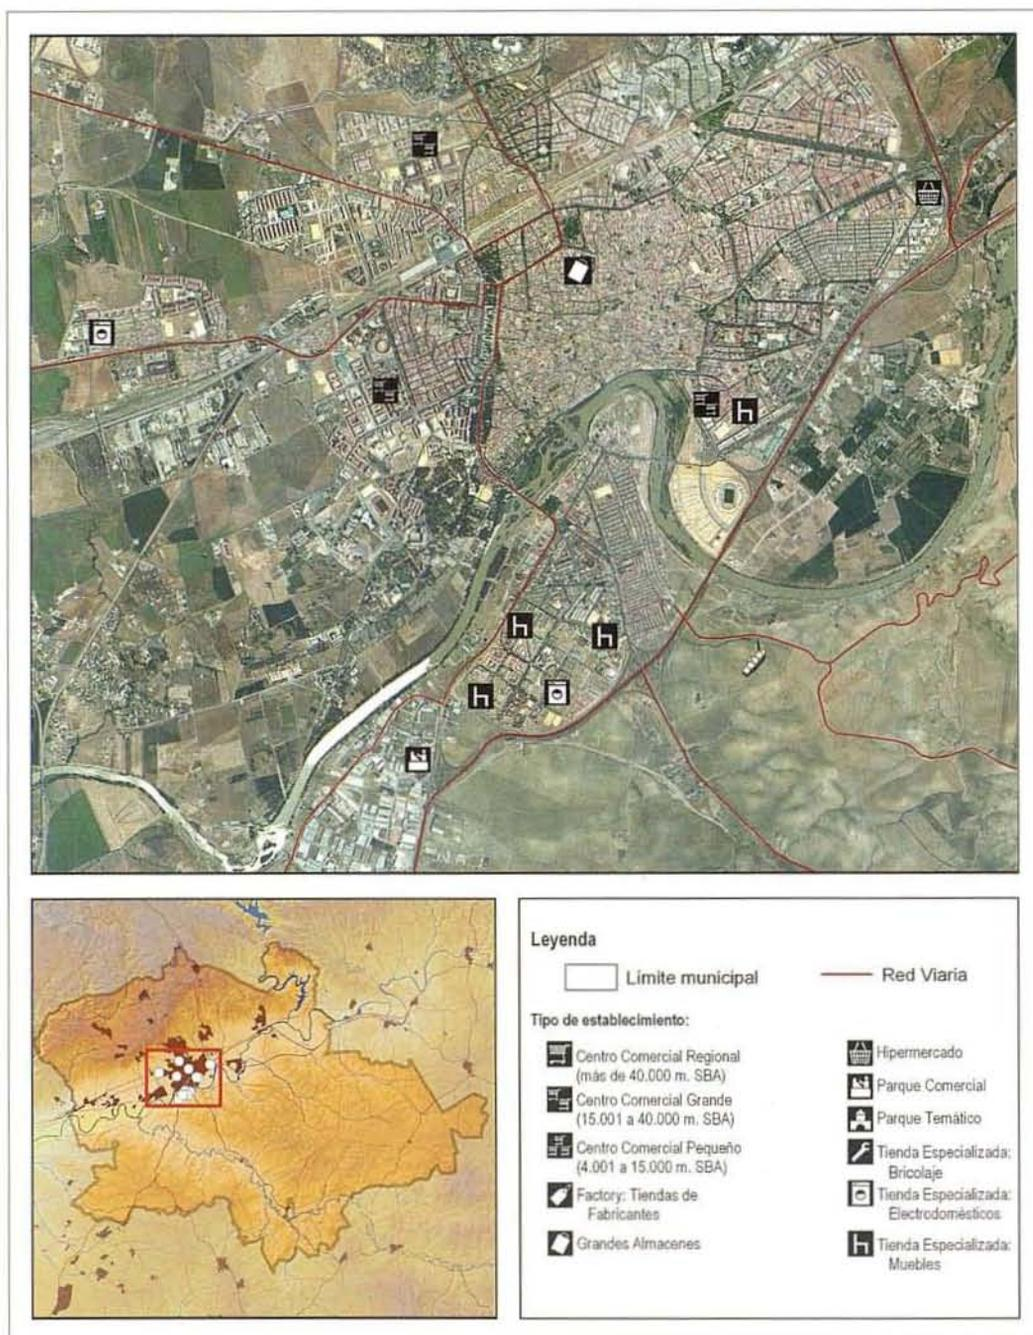 Leyenda
Límite municipal
Red Viaria
Tipo de establecimiento:
Centro Comercial Regional
(más de 40.000 m. SBA)
Centro Comercial Grande
(15.001 a 40.000 m. SBA)
Centro Comercial Pequeño
(4.001 a 15.000 m. SBA)
Factory: Tiendas de
Fabricantes
Grandes Almacenes
Hipermercado
Parque Comercial
Parque Temático
Tienda Especializada:
Bricolaje
Tienda Especializada:
Electrodomésticos
Tienda Especializada:
Muebles